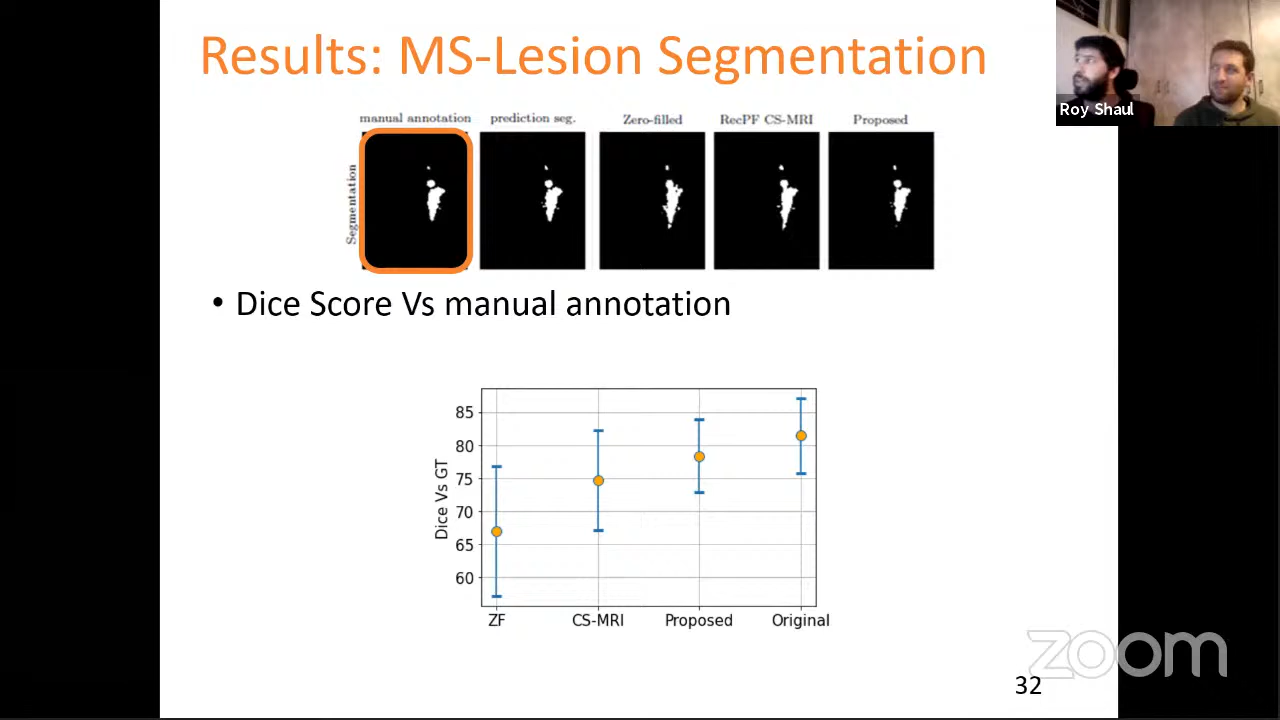 Results: MS-Lesion Segmentation
Roy Shaul
manual annotation prediction seg. Zero-filled RecPF CS-MRI Proposed
Segmentation
• Dice Score Vs manual annotation
Dice Vs GT
85
80
75
70
65
60
ZF CS-MRI Proposed Original
zoom
32